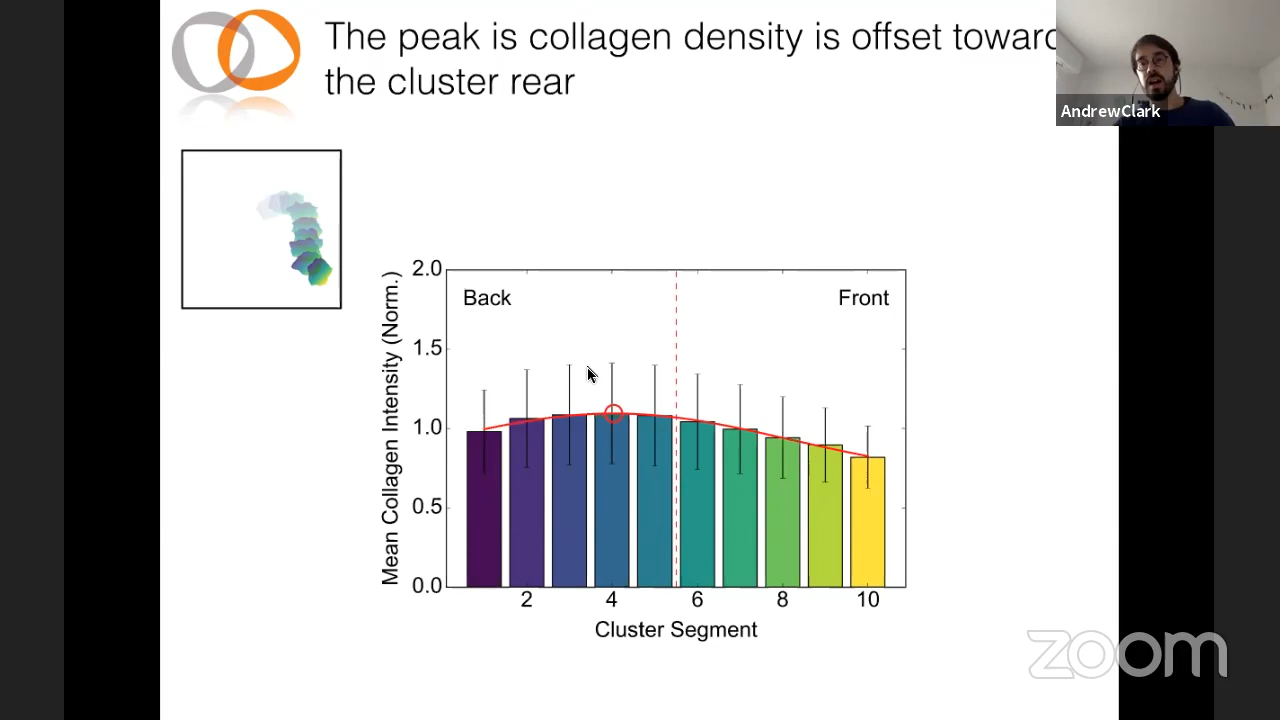 The peak is collagen density is offset toward
the cluster rear
AndrewClark
2.0
Back
Front
1.5
1.0
0.5
0.0
Mean Collagen Intensity (Norm.)
2 4 6 8 10
Cluster Segment
zoom